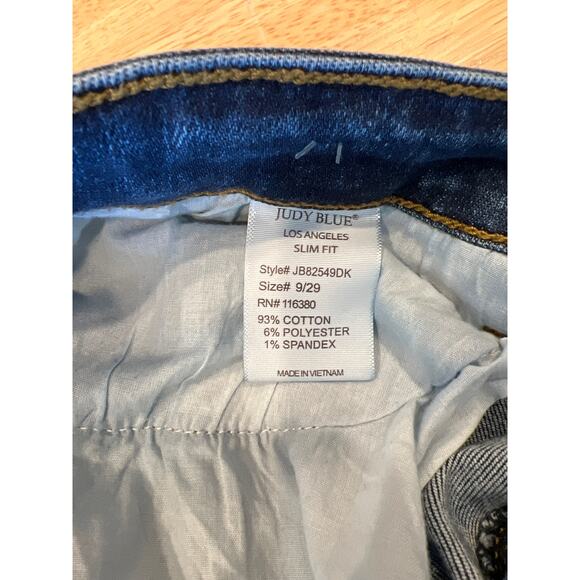 JUDY BLUE®
LOS ANGELES
SLIM FIT
Style# JB82549DK
Size# 9/29
RN# 116380
93% COTTON
6% POLYESTER
1% SPANDEX
MADE IN VIETNAM